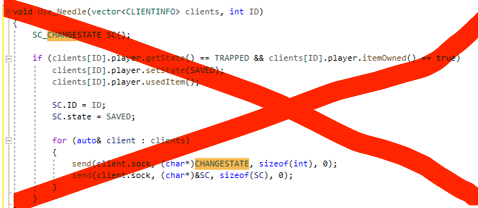 void Use_Needle(vector<CLIENTINFO> clients, int ID)
{
SC_CHANGESTATE SC{};
if (clients[ID].player.getState() == TRAPPED && clients[ID].player.itemOwned() == true)
clients[ID].player.setState(SAVED);
clients[ID].player.usedItem();
SC.ID = ID;
SC.state = SAVED;
for (auto& client : clients)
{
send(client.sock, (char*)CHANGESTATE, sizeof(int), 0);
send(client.sock, (char*)&SC, sizeof(SC), 0);
}
}